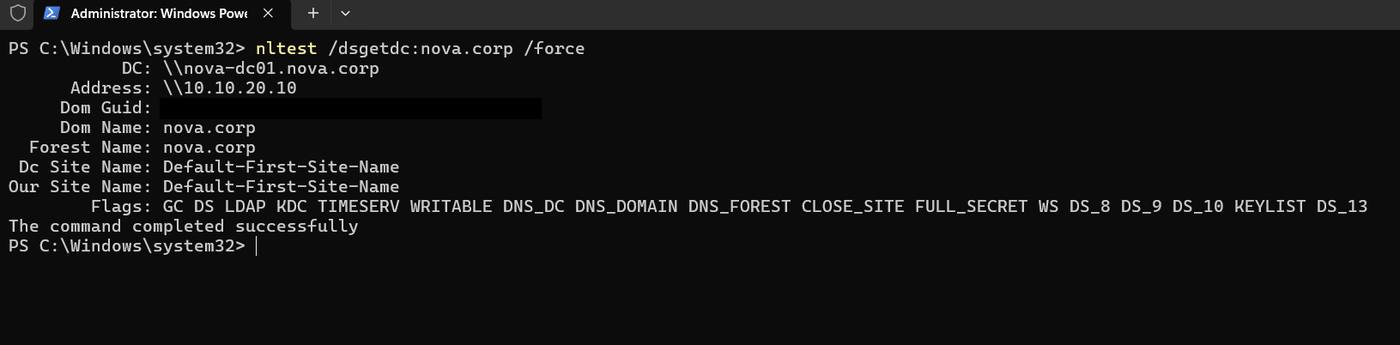 Administrator: Windows Powe
PS C:\Windows\system32> nltest /dsgetdc:nova.corp /force
DC: \\nova-dc01.nova.corp
Address: \\10.10.20.10
Dom Guid:
Dom Name: nova.corp
Forest Name: nova.corp
Dc Site Name: Default-First-Site-Name
Our Site Name: Default-First-Site-Name
Flags: GC DS LDAP KDC TIMESERV WRITABLE DNS_DC DNS_DOMAIN DNS_FOREST CLOSE_SITE FULL_SECRET WS DS_8 DS_9 DS_10 KEYLIST DS_13
The command completed successfully
PS C:\Windows\system32>